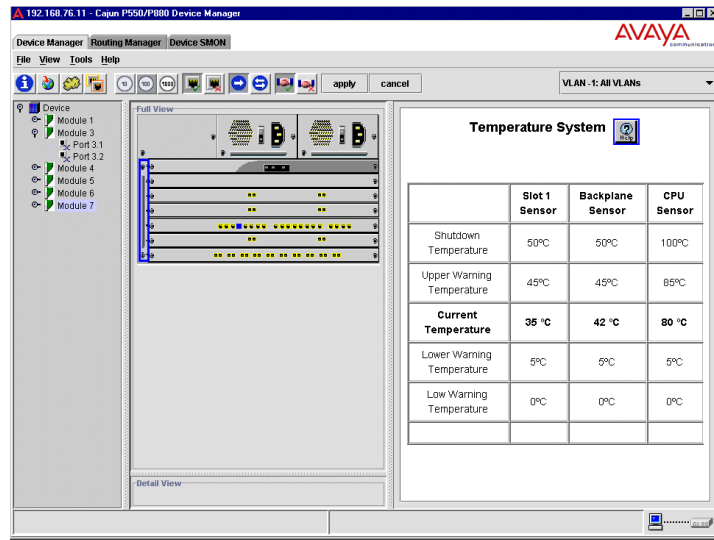 192.168.76.11 - Cajun P550/P880 Device Manager
Device Manager Routing Manager Device SMON
AVAYA
communication
File View Tools Help
10 100 1000 apply cancel VLAN -1: All VLANs
Device
Module 1
Module 3
Port 3.1
Port 3.2
Module 4
Module 5
Module 6
Module 7
Full View
Detail View
Temperature System Help
Slot 1 Sensor Backplane Sensor CPU Sensor
Shutdown Temperature 50ºC 50ºC 100ºC
Upper Warning Temperature 45ºC 45ºC 85ºC
Current Temperature 35 °C 42 °C 80 °C
Lower Warning Temperature 5ºC 5ºC 5ºC
Low Warning Temperature 0ºC 0ºC 0ºC